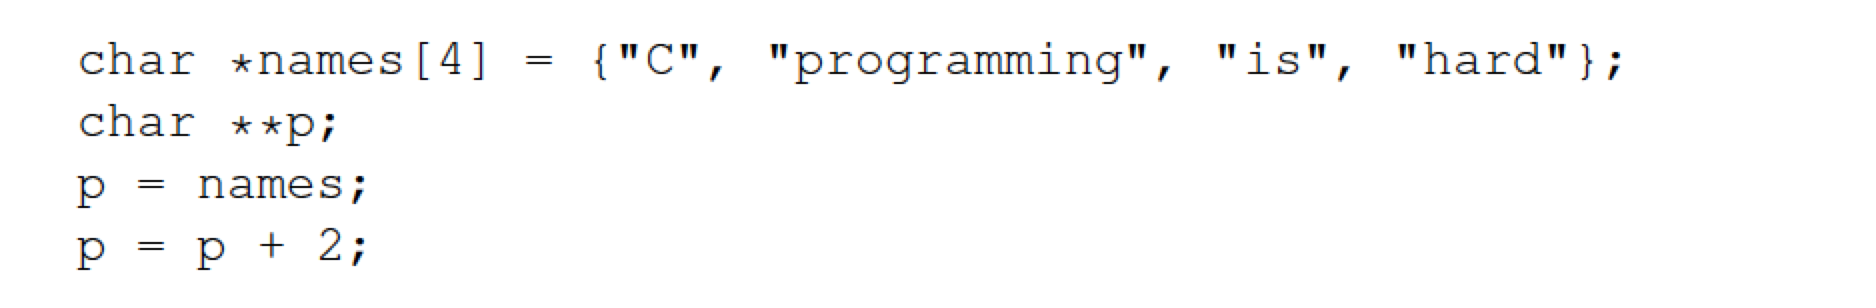 char *names[4] = {"C", "programming", "is", "hard"};
char **p;
p = names;
p = p + 2;